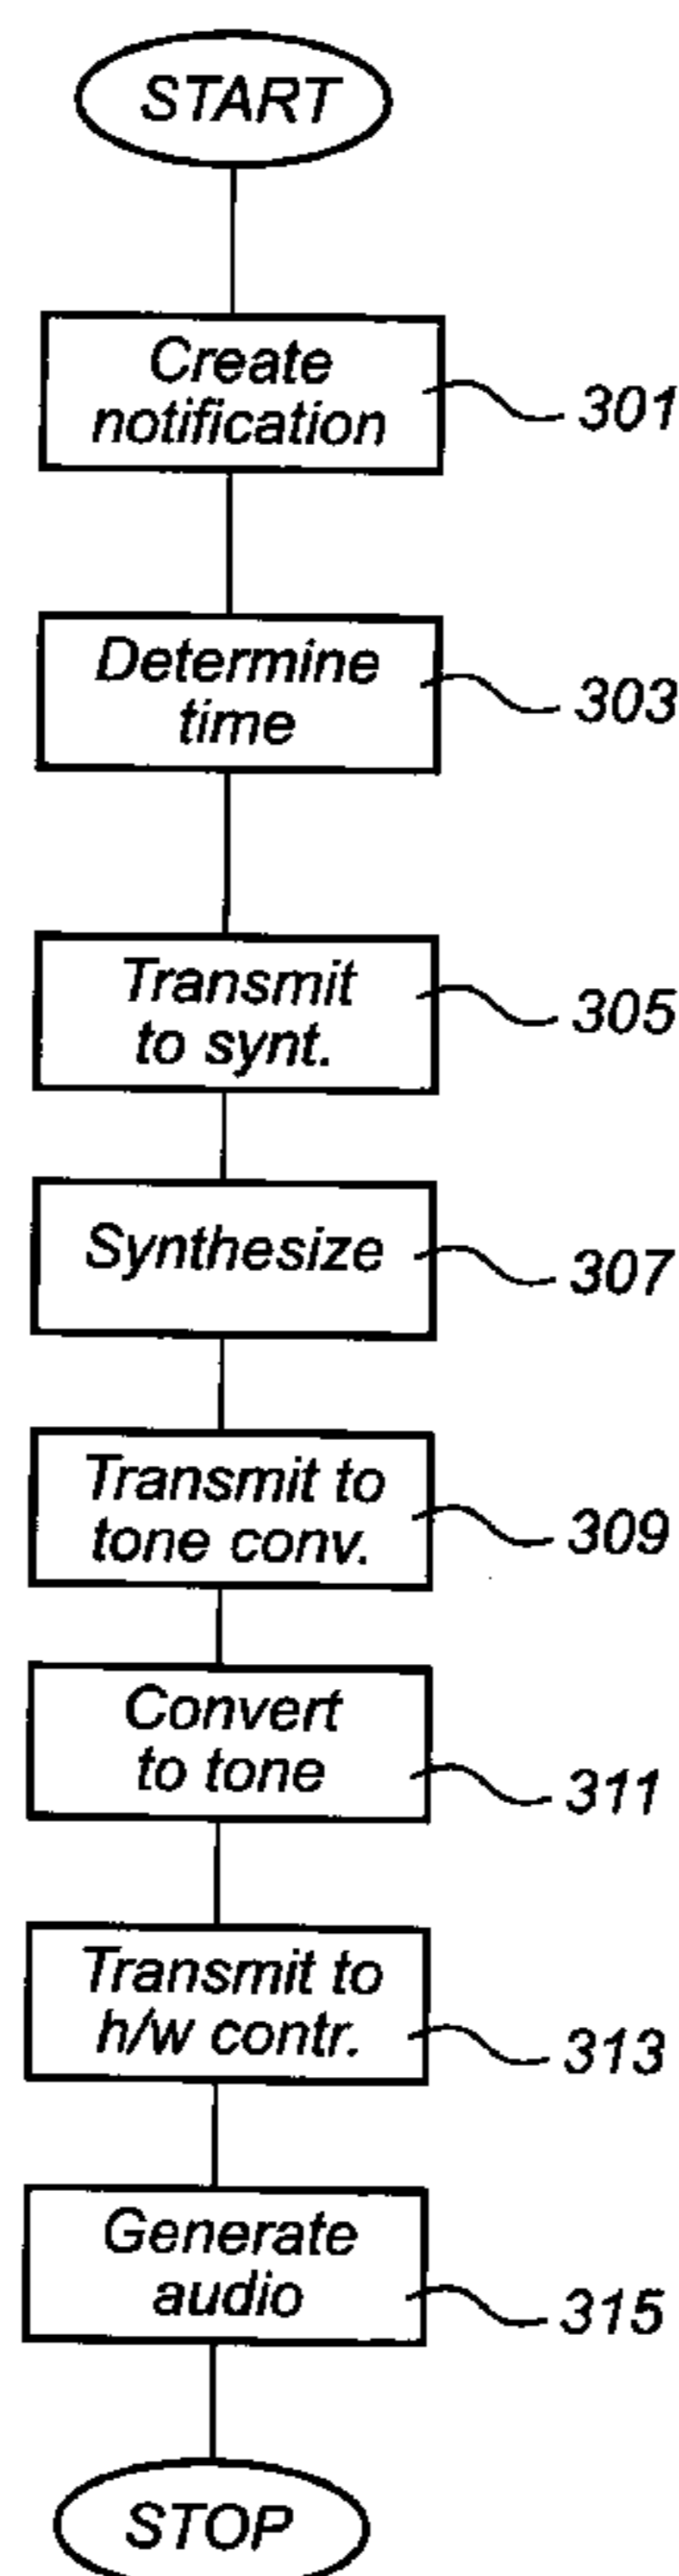 START
Create
notification
301
Determine
time
303
Transmit
to synt.
305
Synthesize
307
Transmit to
tone conv.
309
Convert
to tone
311
Transmit to
h/w contr.
313
Generate
audio
315
STOP